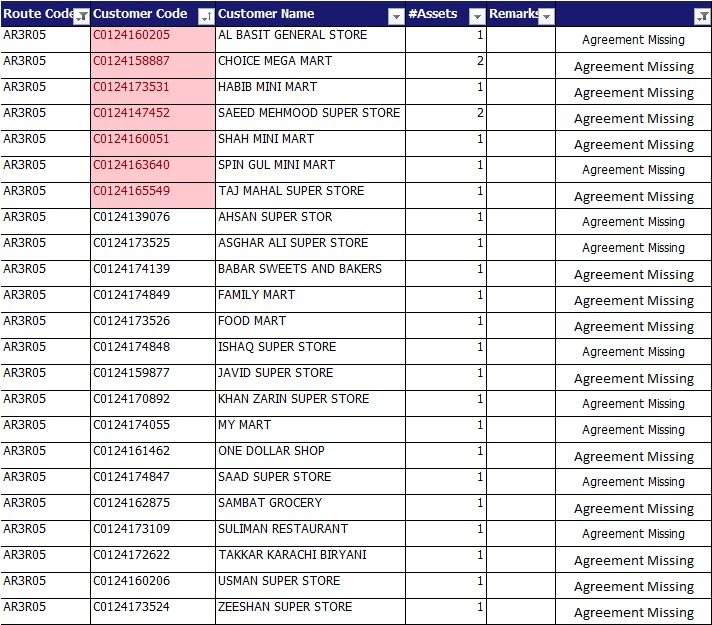 Route Code Customer Code Customer Name #Assets Remarks
AR3R05 C0124160205 AL BASIT GENERAL STORE 1 Agreement Missing
AR3R05 C0124158887 CHOICE MEGA MART 2 Agreement Missing
AR3R05 C0124173531 HABIB MINI MART 1 Agreement Missing
AR3R05 C0124147452 SAEED MEHMOOD SUPER STORE 2 Agreement Missing
AR3R05 C0124160051 SHAH MINI MART 1 Agreement Missing
AR3R05 C0124163640 SPIN GUL MINI MART 1 Agreement Missing
AR3R05 C0124165549 TAJ MAHAL SUPER STORE 1 Agreement Missing
AR3R05 C0124139076 AHSAN SUPER STOR 1 Agreement Missing
AR3R05 C0124173525 ASGHAR ALI SUPER STORE 1 Agreement Missing
AR3R05 C0124174139 BABAR SWEETS AND BAKERS 1 Agreement Missing
AR3R05 C0124174849 FAMILY MART 1 Agreement Missing
AR3R05 C0124173526 FOOD MART 1 Agreement Missing
AR3R05 C0124174848 ISHAQ SUPER STORE 1 Agreement Missing
AR3R05 C0124159877 JAVID SUPER STORE 1 Agreement Missing
AR3R05 C0124170892 KHAN ZARIN SUPER STORE 1 Agreement Missing
AR3R05 C0124174055 MY MART 1 Agreement Missing
AR3R05 C0124161462 ONE DOLLAR SHOP 1 Agreement Missing
AR3R05 C0124174847 SAAD SUPER STORE 1 Agreement Missing
AR3R05 C0124162875 SAMBAT GROCERY 1 Agreement Missing
AR3R05 C0124173109 SULIMAN RESTAURANT 1 Agreement Missing
AR3R05 C0124172622 TAKKAR KARACHI BIRYANI 1 Agreement Missing
AR3R05 C0124160206 USMAN SUPER STORE 1 Agreement Missing
AR3R05 C0124173524 ZEESHAN SUPER STORE 1 Agreement Missing